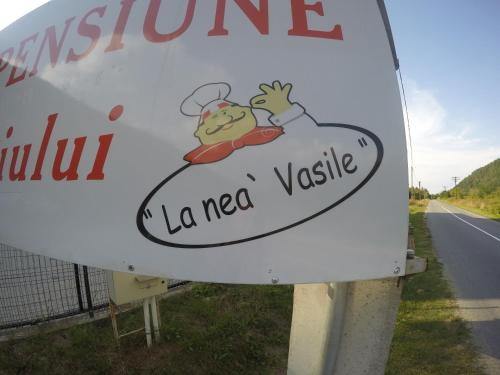 PENSIUNE
iului
"La nea` Vasile"